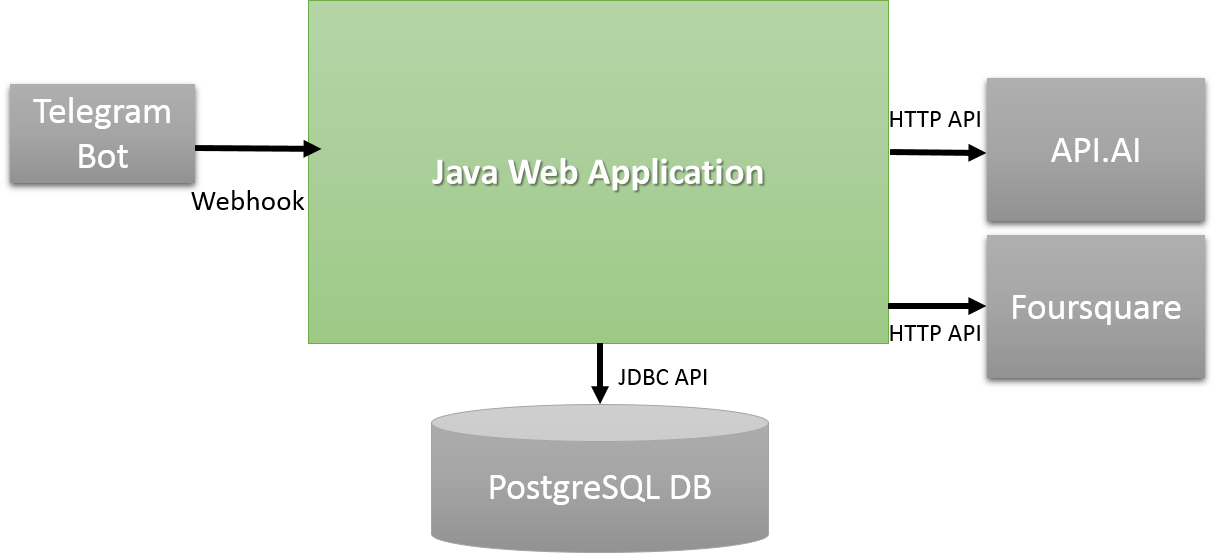 Telegram
Bot
Webhook
Java Web Application
HTTP API
API.AI
Foursquare
HTTP API
JDBC API
PostgreSQL DB